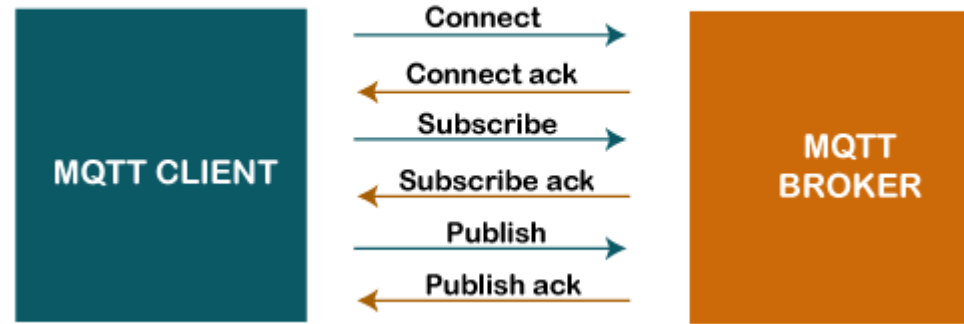 Connect
Connect ack
Subscribe
MQTT CLIENT
Subscribe ack
Publish
Publish ack
MQTT
BROKER